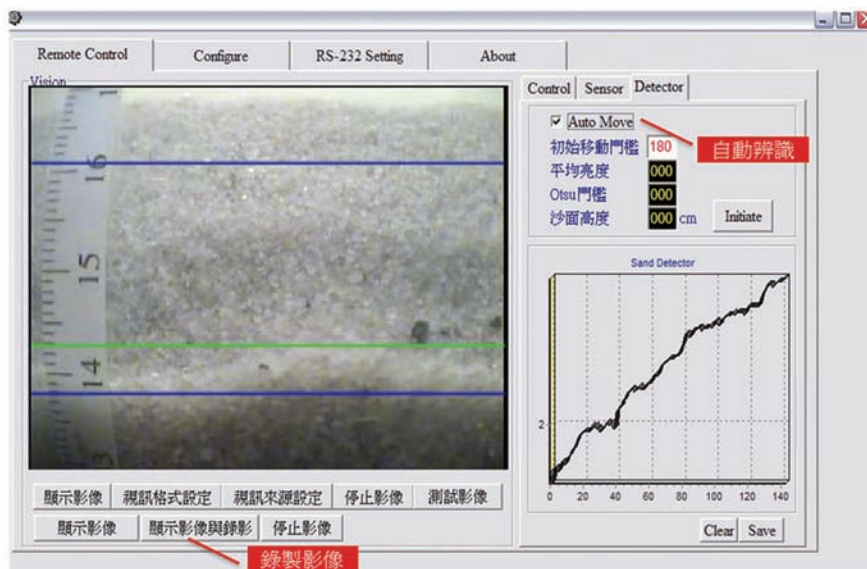 Remote Control Configure RS-232 Setting About
Vision
Control Sensor Detector
Auto Move
自動辨識
初始移動門檻 180
平均亮度 000
Otsu門檻 000
沙面高度 000 cm Initiate
16
15
14
Sand Detector
2
0 20 40 60 80 100 120 140
Clear Save
顯示影像 視訊格式設定 視訊來源設定 停止影像 測試影像
顯示影像 顯示影像與錄影 停止影像
錄製影像